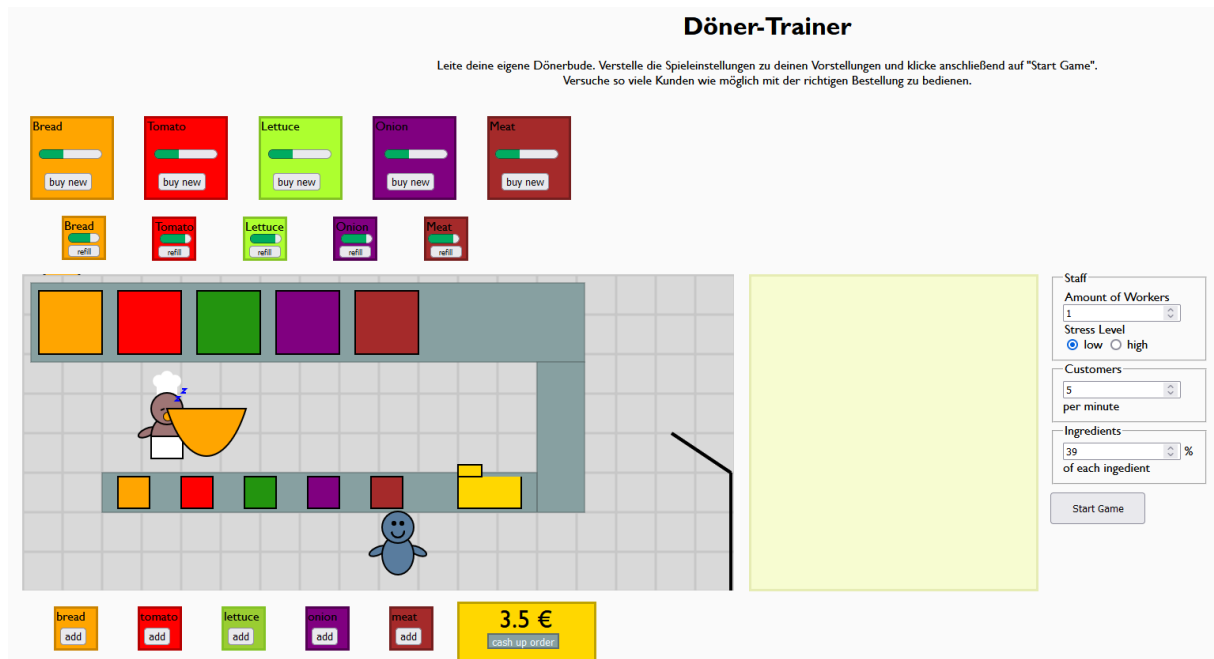 Döner-Trainer
Leite deine eigene Dönerbude. Verstelle die Spieleinstellungen zu deinen Vorstellungen und klicke anschließend auf "Start Game".
Versuche so viele Kunden wie möglich mit der richtigen Bestellung zu bedienen.
Bread
Tomato
Lettuce
Onion
Meat
buy new
buy new
buy new
buy new
buy new
Bread
Tomato
Lettuce
Onion
Meat
refill
refill
refill
refill
refill
z
z
Staff
Amount of Workers
1
Stress Level
low
high
Customers
5
per minute
Ingredients
39 %
of each ingedient
Start Game
bread
tomato
lettuce
onion
meat
add
add
add
add
add
3.5 €
cash up order